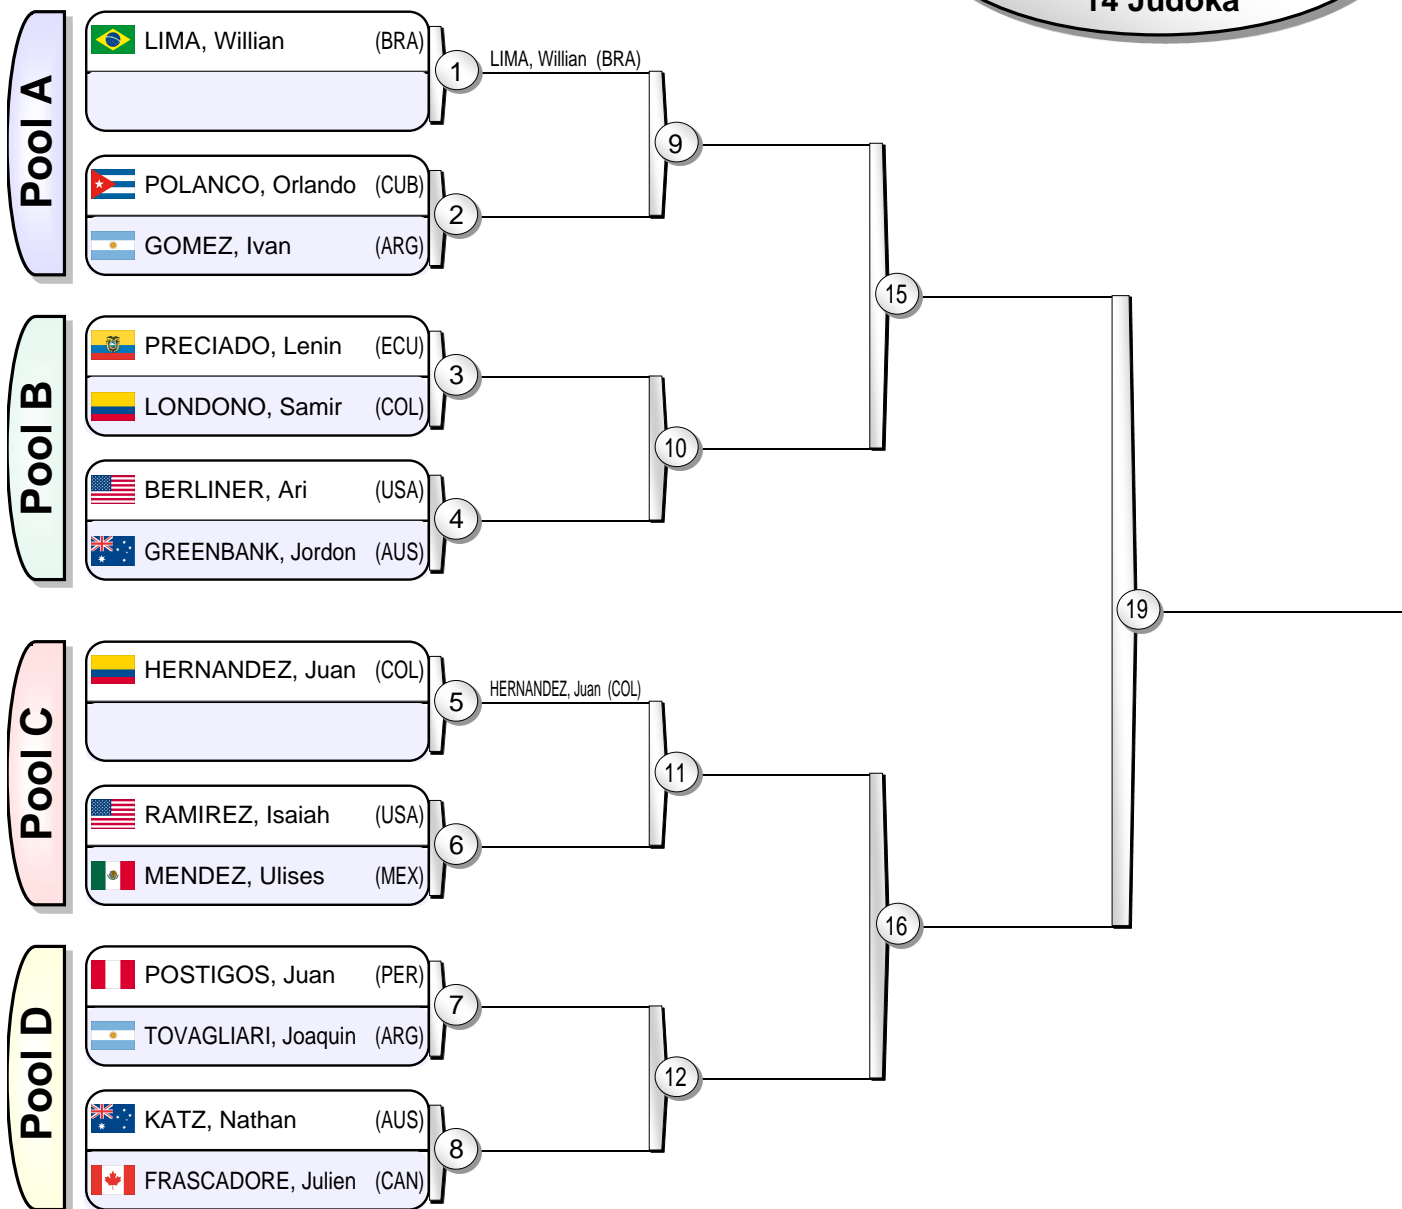 14 Judoka
Pool A
LIMA, Willian (BRA)
1
LIMA, Willian (BRA)
9
POLANCO, Orlando (CUB)
2
GOMEZ, Ivan (ARG)
15
Pool B
PRECIADO, Lenin (ECU)
3
LONDONO, Samir (COL)
10
BERLINER, Ari (USA)
4
GREENBANK, Jordon (AUS)
19
Pool C
HERNANDEZ, Juan (COL)
5
HERNANDEZ, Juan (COL)
11
RAMIREZ, Isaiah (USA)
6
MENDEZ, Ulises (MEX)
16
Pool D
POSTIGOS, Juan (PER)
7
TOVAGLIARI, Joaquin (ARG)
12
KATZ, Nathan (AUS)
8
FRASCADORE, Julien (CAN)